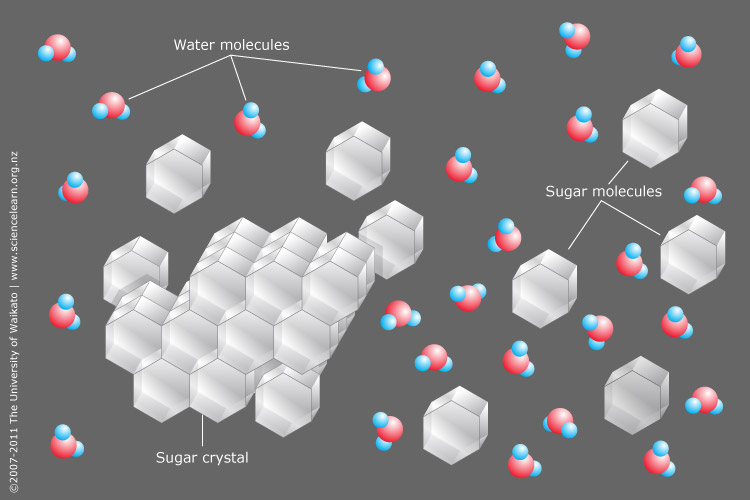 Water molecules
Sugar molecules
Sugar crystal
©2007-2011 The University of Waikato | www.sciencelearn.org.nz